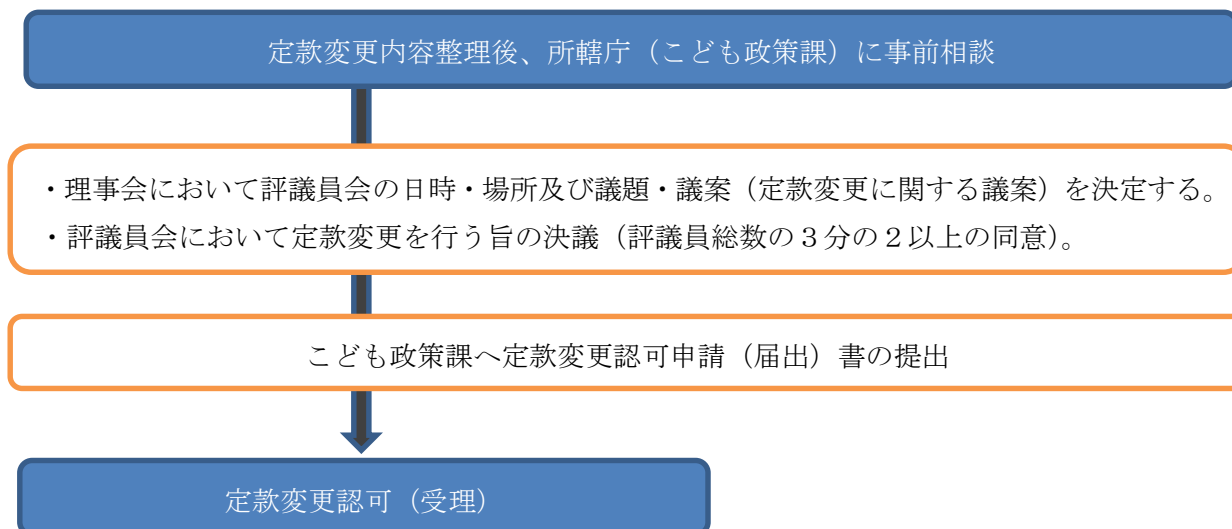 定款変更内容整理後、所轄庁（こども政策課）に事前相談
・理事会において評議員会の日時・場所及び議題・議案（定款変更に関する議案）を決定する。
・評議員会において定款変更を行う旨の決議（評議員総数の３分の２以上の同意）。
こども政策課へ定款変更認可申請（届出）書の提出
定款変更認可（受理）